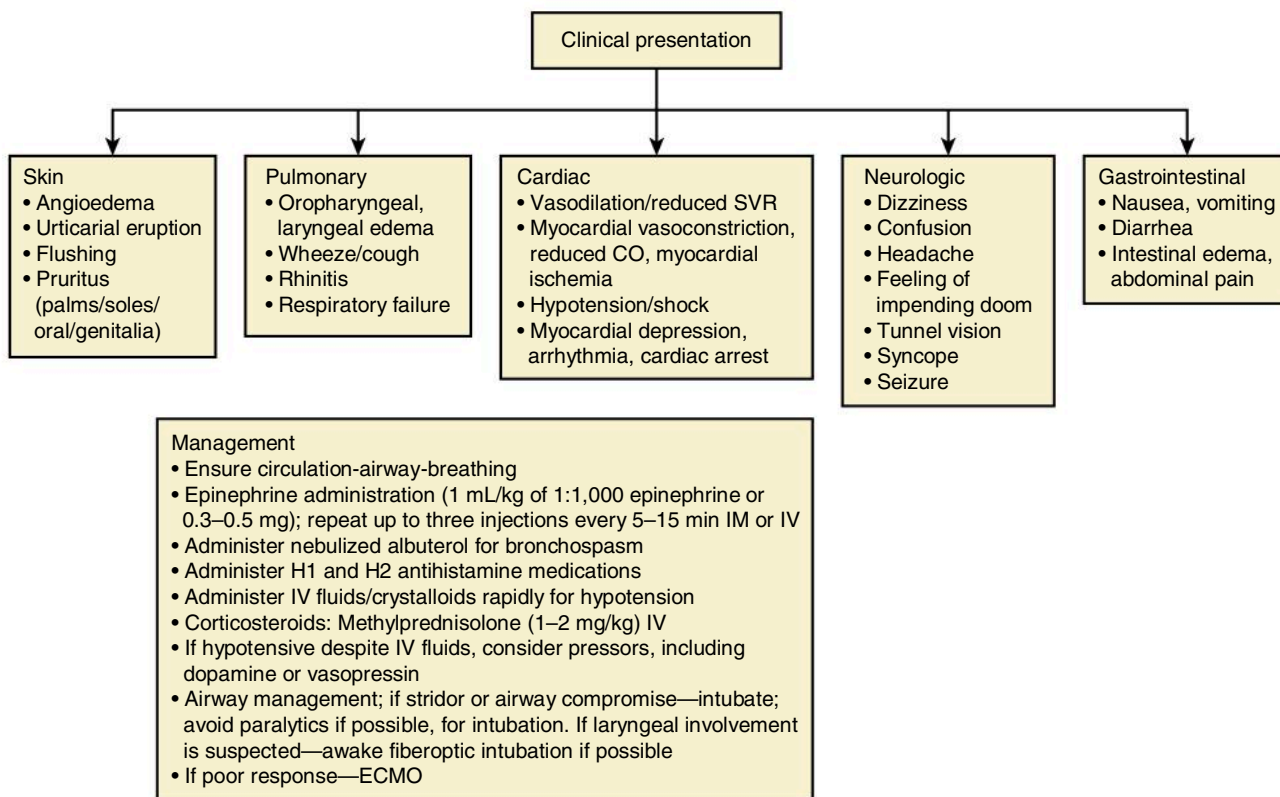 Clinical presentation
Skin
• Angioedema
• Urticarial eruption
• Flushing
• Pruritus
(palms/soles/
oral/genitalia)
Pulmonary
• Oropharyngeal,
laryngeal edema
• Wheeze/cough
• Rhinitis
• Respiratory failure
Cardiac
• Vasodilation/reduced SVR
• Myocardial vasoconstriction,
reduced CO, myocardial
ischemia
• Hypotension/shock
• Myocardial depression,
arrhythmia, cardiac arrest
Neurologic
• Dizziness
• Confusion
• Headache
• Feeling of
impending doom
• Tunnel vision
• Syncope
• Seizure
Gastrointestinal
• Nausea, vomiting
• Diarrhea
• Intestinal edema,
abdominal pain
Management
• Ensure circulation-airway-breathing
• Epinephrine administration (1 mL/kg of 1:1,000 epinephrine or
0.3–0.5 mg); repeat up to three injections every 5–15 min IM or IV
• Administer nebulized albuterol for bronchospasm
• Administer H1 and H2 antihistamine medications
• Administer IV fluids/crystalloids rapidly for hypotension
• Corticosteroids: Methylprednisolone (1–2 mg/kg) IV
• If hypotensive despite IV fluids, consider pressors, including
dopamine or vasopressin
• Airway management; if stridor or airway compromise—intubate;
avoid paralytics if possible, for intubation. If laryngeal involvement
is suspected—awake fiberoptic intubation if possible
• If poor response—ECMO